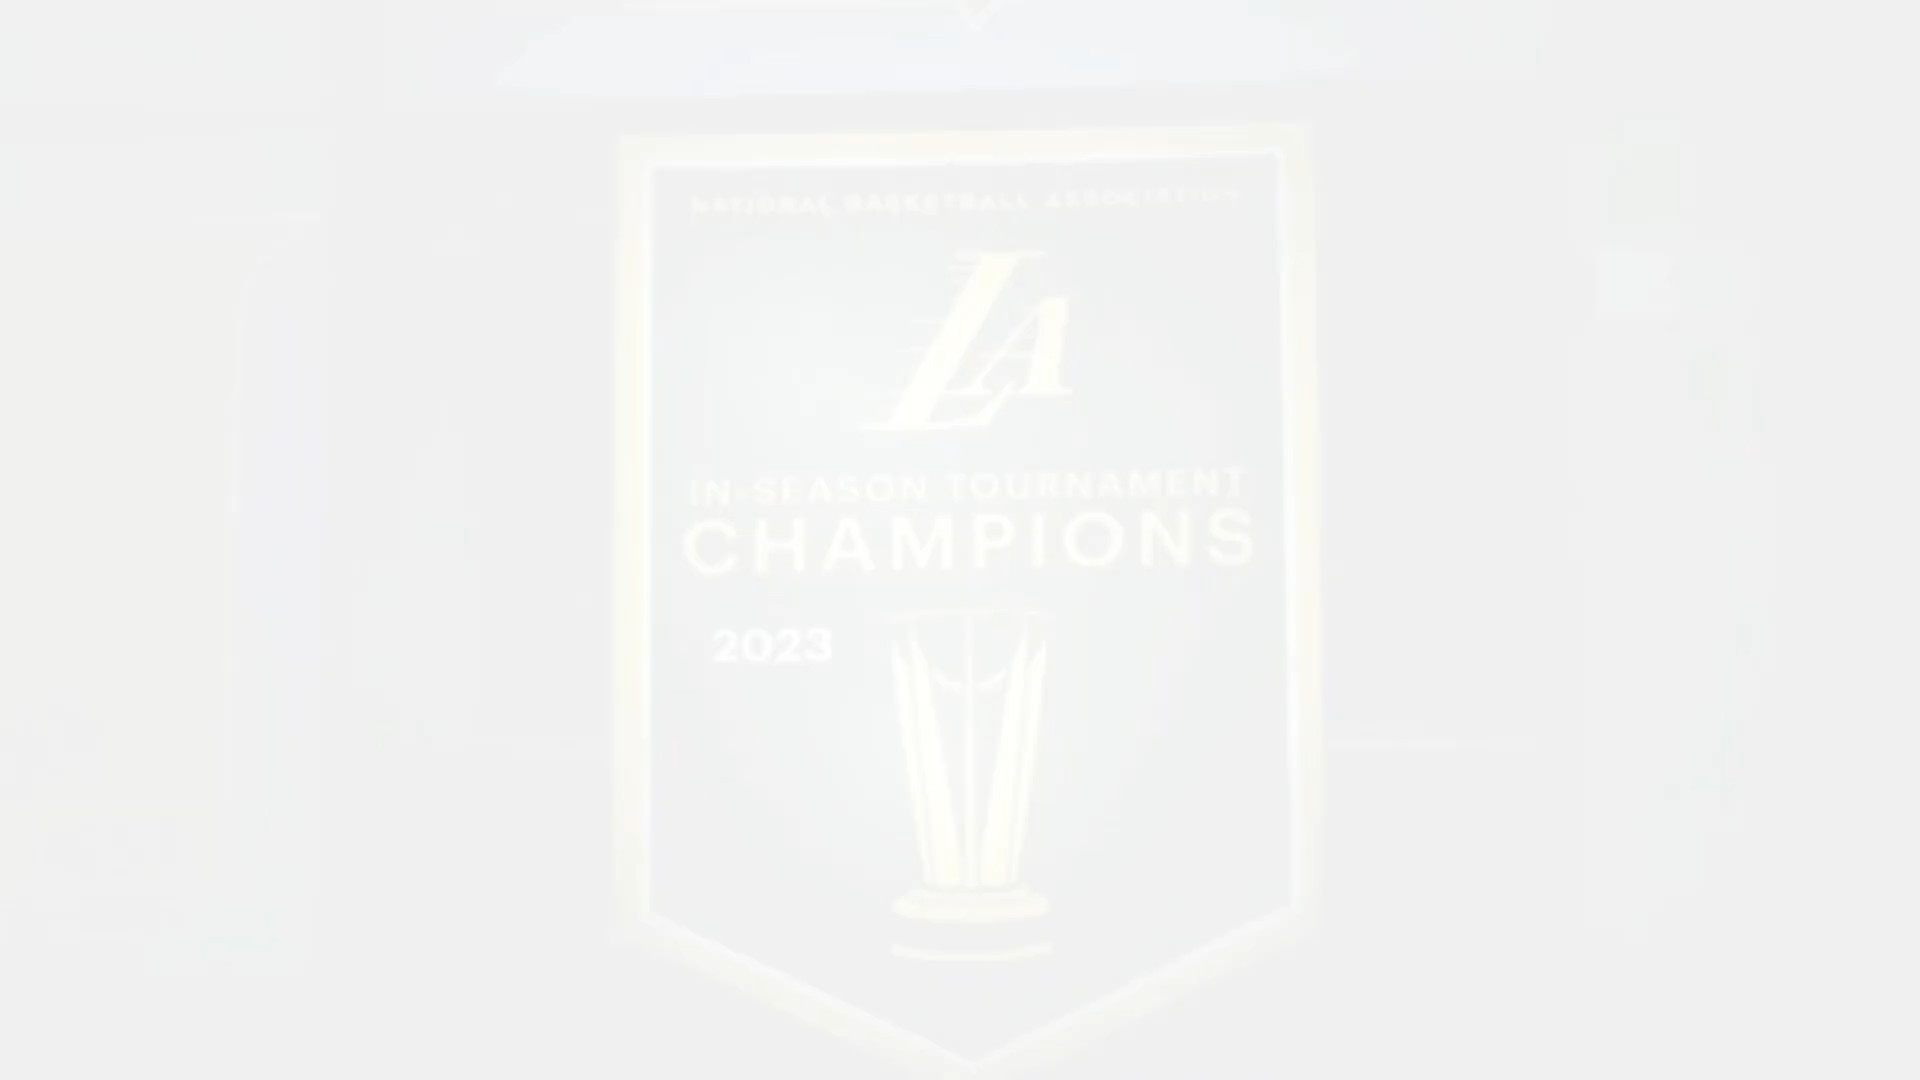 NATIONAL BASKETBALL ASSOCIATION
LA
IN-SEASON TOURNAMENT
CHAMPIONS
2023